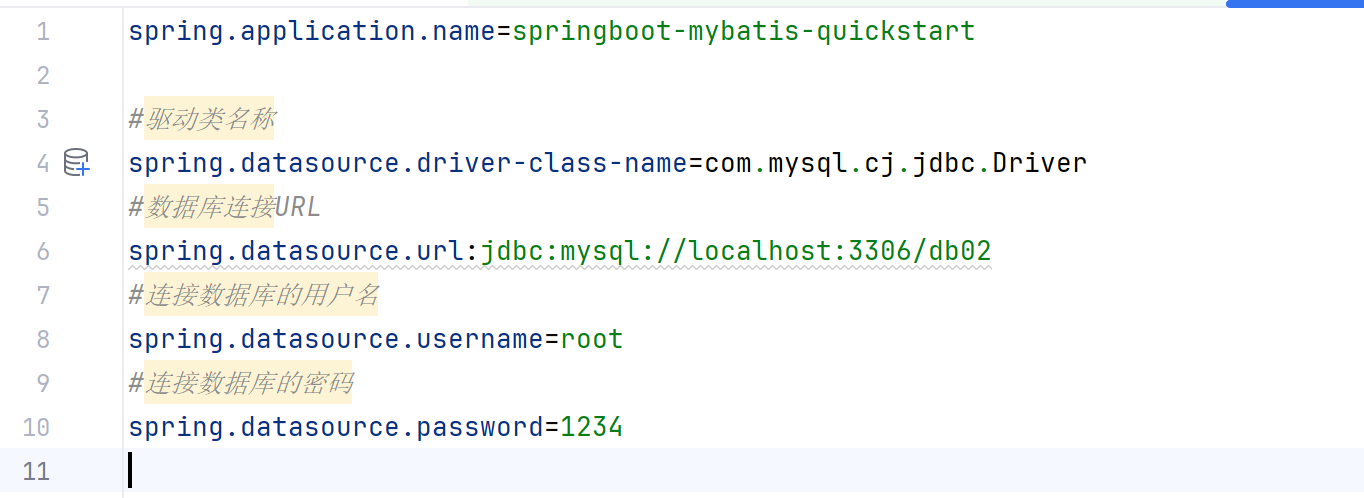 1 spring.application.name=springboot-mybatis-quickstart
2
3 #驱动类名称
4 spring.datasource.driver-class-name=com.mysql.cj.jdbc.Driver
5 #数据库连接URL
6 spring.datasource.url:jdbc:mysql://localhost:3306/db02
7 #连接数据库的用户名
8 spring.datasource.username=root
9 #连接数据库的密码
10 spring.datasource.password=1234
11